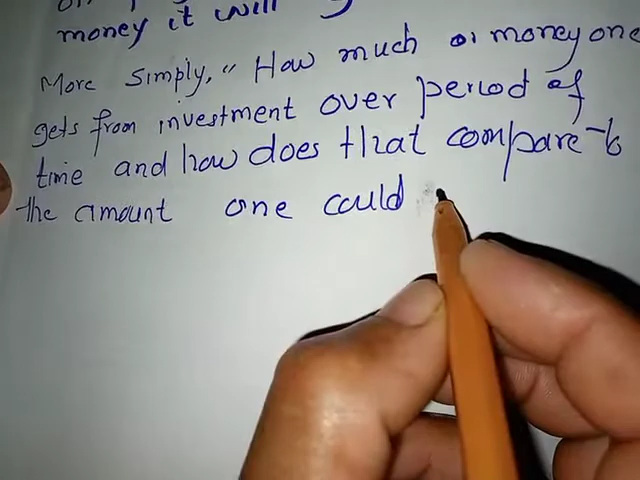 money it will
More simply, " How much or money one
gets from investment over period of
time and how does that compare to
the amount one could